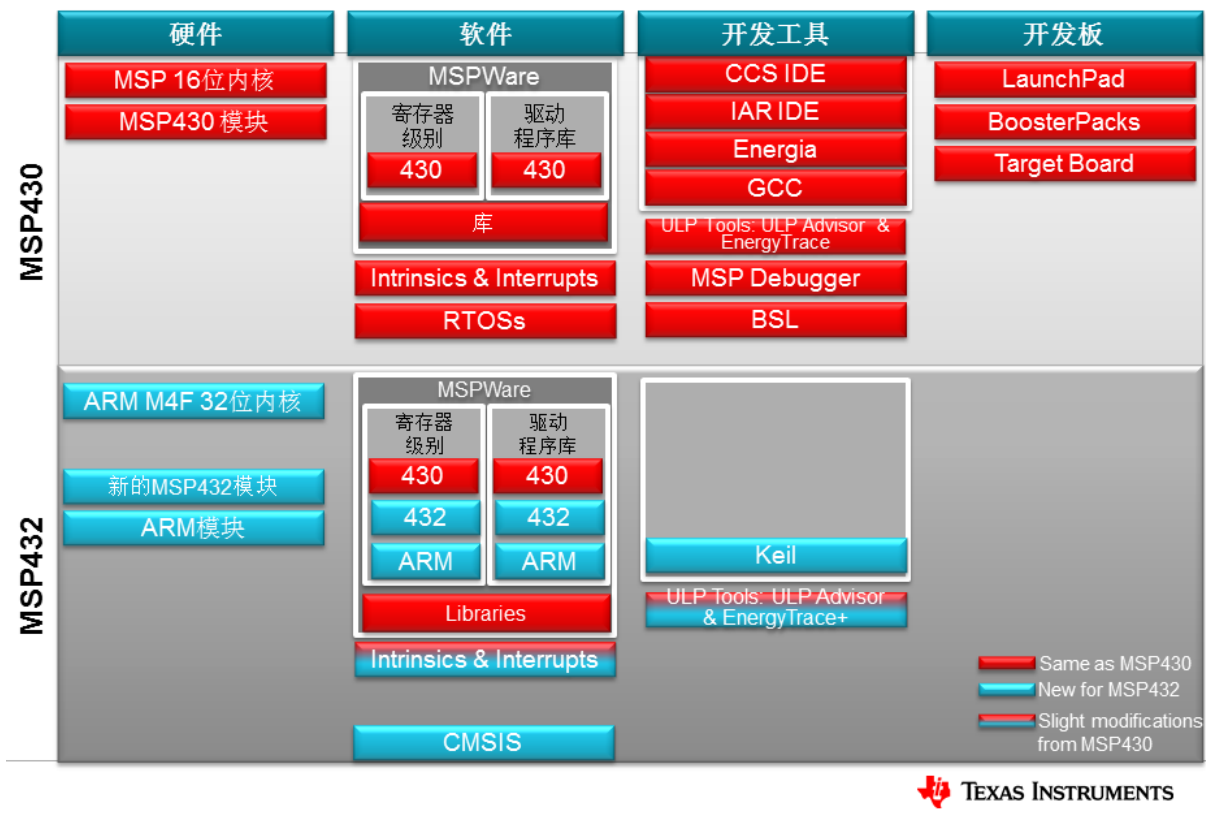 硬件
软件
开发工具
开发板
MSP430
MSP 16位内核
MSP430 模块
MSPWare
寄存器
级别
430
驱动
程序库
430
库
Intrinsics & Interrupts
RTOSs
CCS IDE
IAR IDE
Energia
GCC
ULP Tools: ULP Advisor &
EnergyTrace
MSP Debugger
BSL
LaunchPad
BoosterPacks
Target Board
MSP432
ARM M4F 32位内核
新的MSP432模块
ARM模块
MSPWare
寄存器
级别
430
432
ARM
驱动
程序库
430
432
ARM
Libraries
Intrinsics & Interrupts
CMSIS
Keil
ULP Tools: ULP Advisor
& EnergyTrace+
Same as MSP430
New for MSP432
Slight modifications
from MSP430
TEXAS INSTRUMENTS